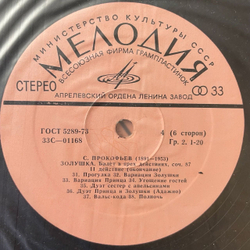 МИНИСТЕРСТВО КУЛЬТУРЫ СССР
МЕЛОДИЯ
ВСЕСОЮЗНАЯ ФИРМА ГРАМПЛАСТИНОК
СТЕРЕО 33
АПРЕЛЕВСКИЙ ОРДЕНА ЛЕНИНА ЗАВОД
ГОСТ 5289-73 4 (6 сторон)
33С—01168 Гр. 2. 1-20
С. ПРОКОФЬЕВ (1891—1953)
ЗОЛУШКА. Балет в трех действиях, соч. 87
II действие (окончание)
31. Прогулка 32. Вариация Золушки
33. Вариация Принца 34. Угощение гостей
35. Дуэт сестер с апельсинами
36. Дуэт Принца и Золушки (Адажио)
37. Вальс-кода 38. Полночь